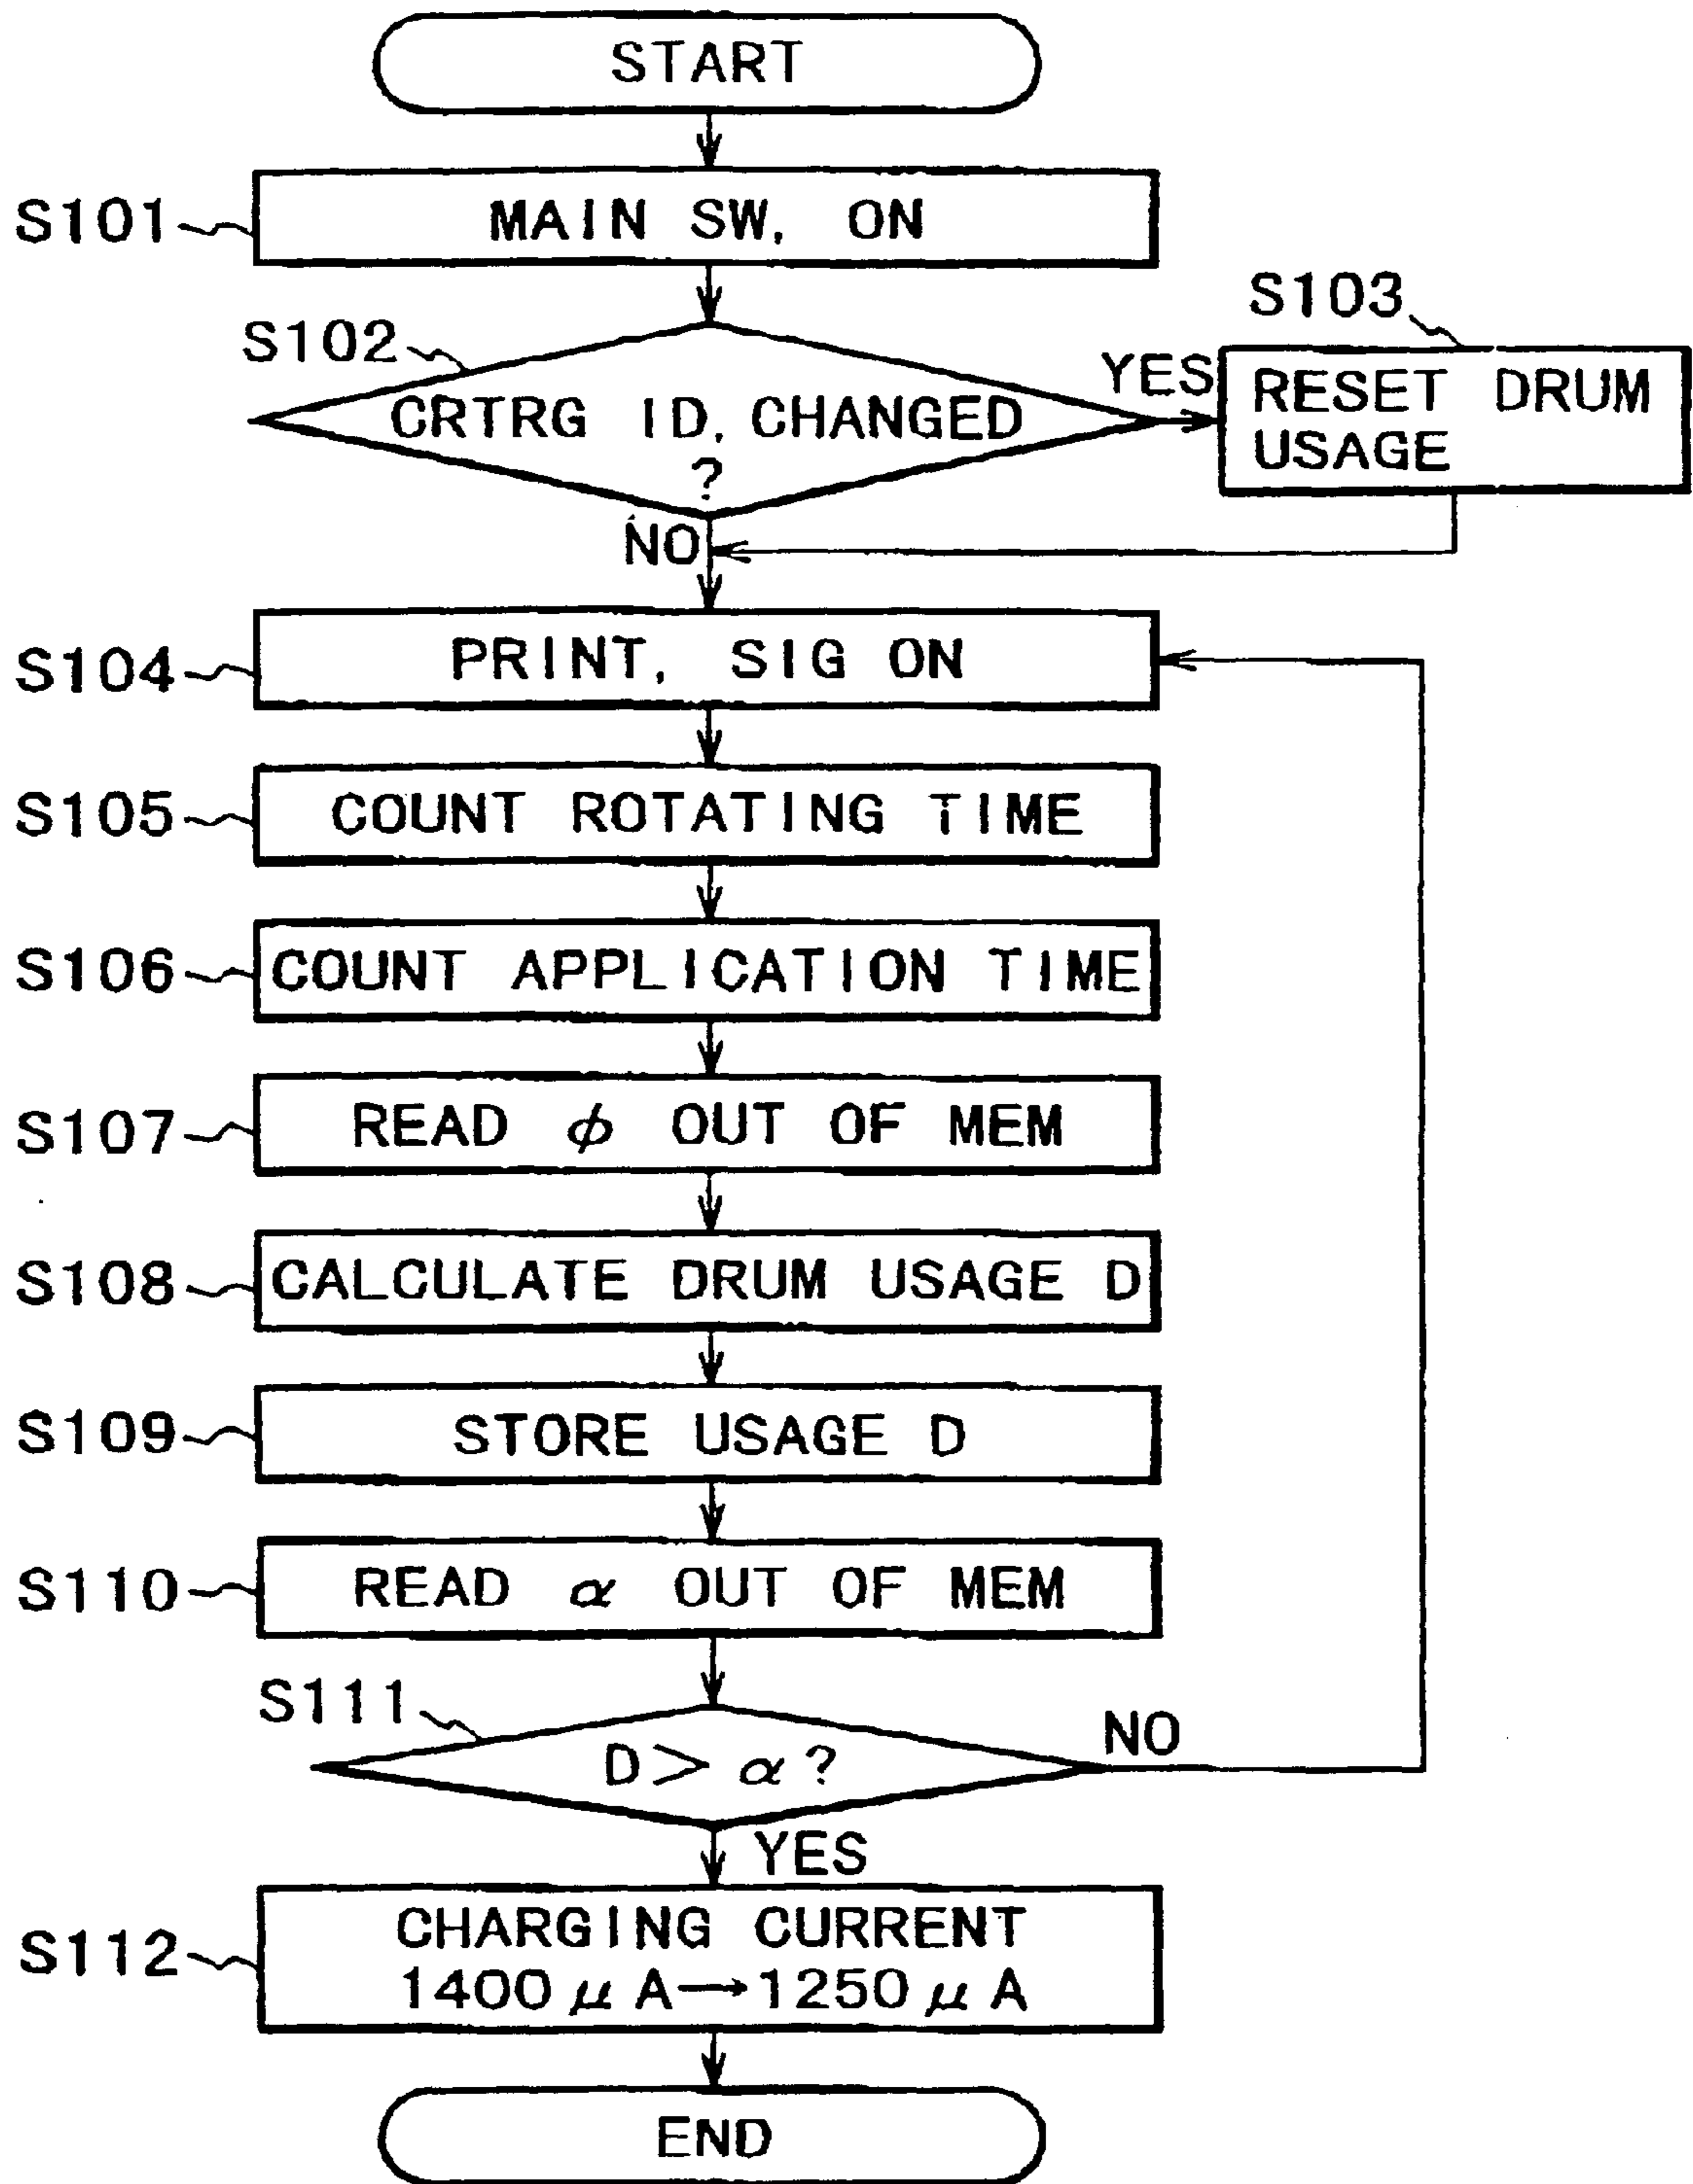 START
S101
MAIN SW, ON
S102
CRTRG ID, CHANGED
?
YES
S103
RESET DRUM
USAGE
NO
S104
PRINT, SIG ON
S105
COUNT ROTATING TIME
S106
COUNT APPLICATION TIME
S107
READ ϕ OUT OF MEM
S108
CALCULATE DRUM USAGE D
S109
STORE USAGE D
S110
READ α OUT OF MEM
S111
D > α ?
NO
YES
S112
CHARGING CURRENT
1400 μ A→1250 μ A
END